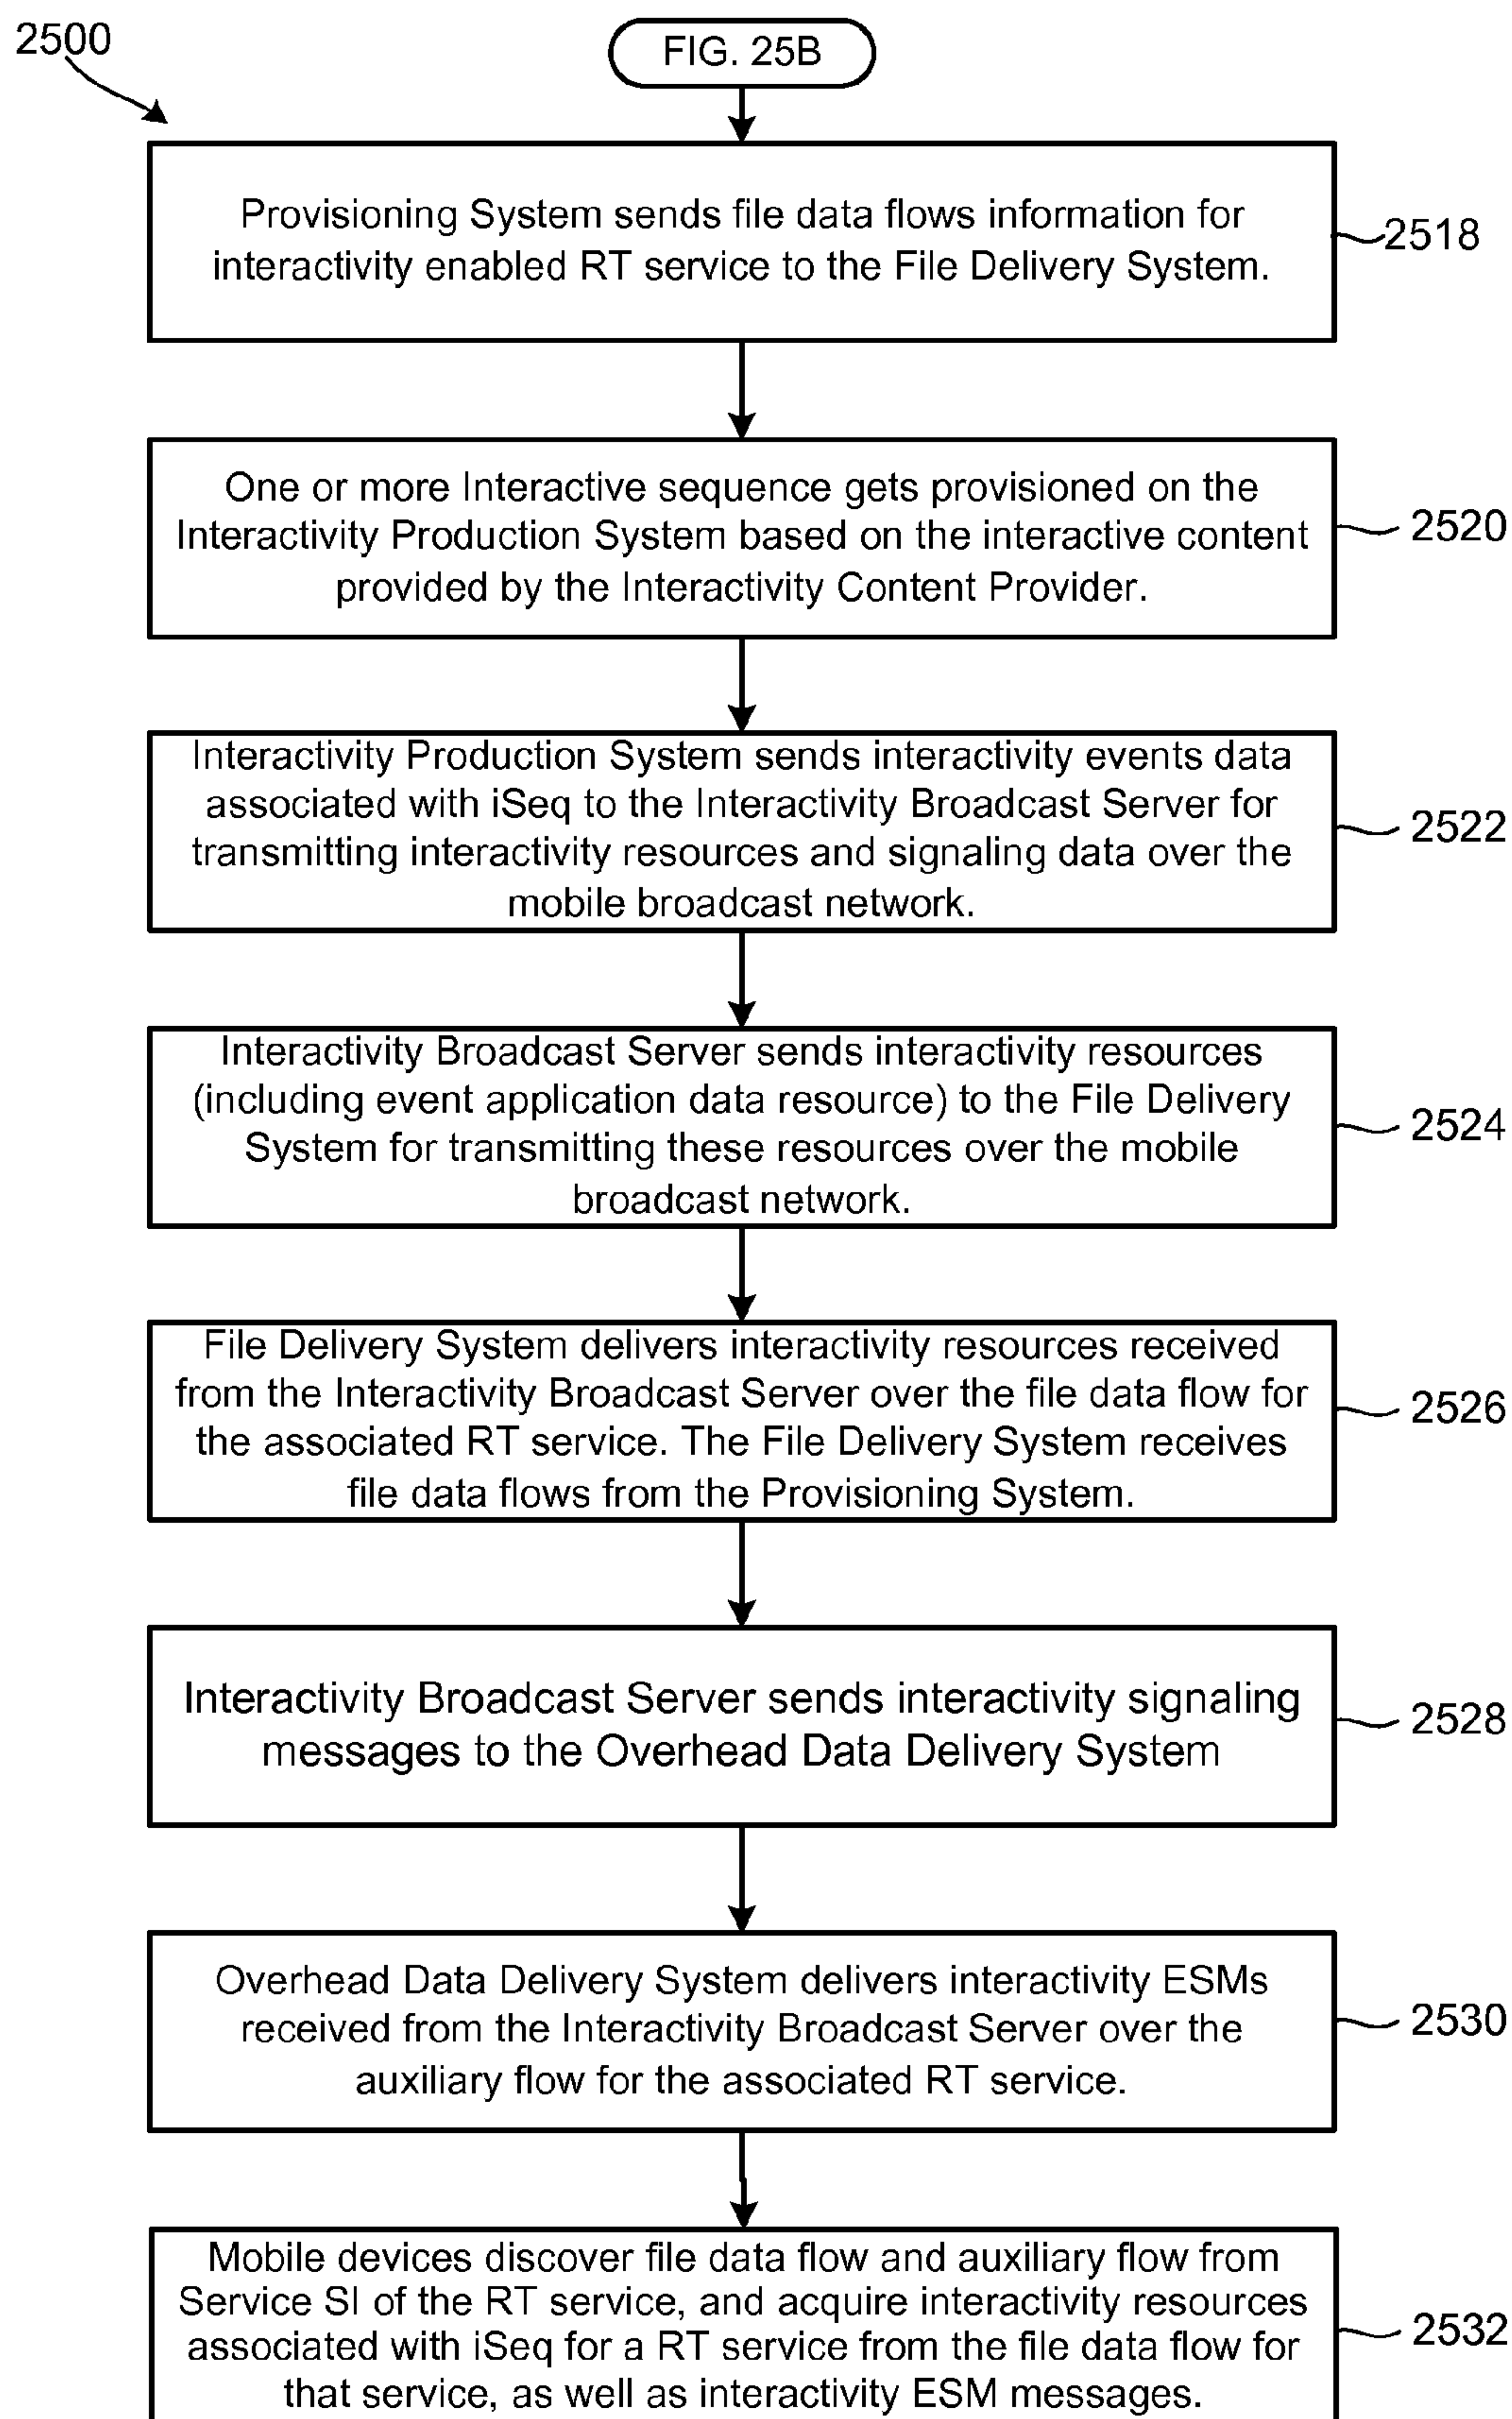 2500
FIG. 25B
Provisioning System sends file data flows information for
interactivity enabled RT service to the File Delivery System.
2518
One or more Interactive sequence gets provisioned on the
Interactivity Production System based on the interactive content
provided by the Interactivity Content Provider.
2520
Interactivity Production System sends interactivity events data
associated with iSeq to the Interactivity Broadcast Server for
transmitting interactivity resources and signaling data over the
mobile broadcast network.
2522
Interactivity Broadcast Server sends interactivity resources
(including event application data resource) to the File Delivery
System for transmitting these resources over the mobile
broadcast network.
2524
File Delivery System delivers interactivity resources received
from the Interactivity Broadcast Server over the file data flow for
the associated RT service. The File Delivery System receives
file data flows from the Provisioning System.
2526
Interactivity Broadcast Server sends interactivity signaling
messages to the Overhead Data Delivery System
2528
Overhead Data Delivery System delivers interactivity ESMs
received from the Interactivity Broadcast Server over the
auxiliary flow for the associated RT service.
2530
Mobile devices discover file data flow and auxiliary flow from
Service SI of the RT service, and acquire interactivity resources
associated with iSeq for a RT service from the file data flow for
that service, as well as interactivity ESM messages.
2532